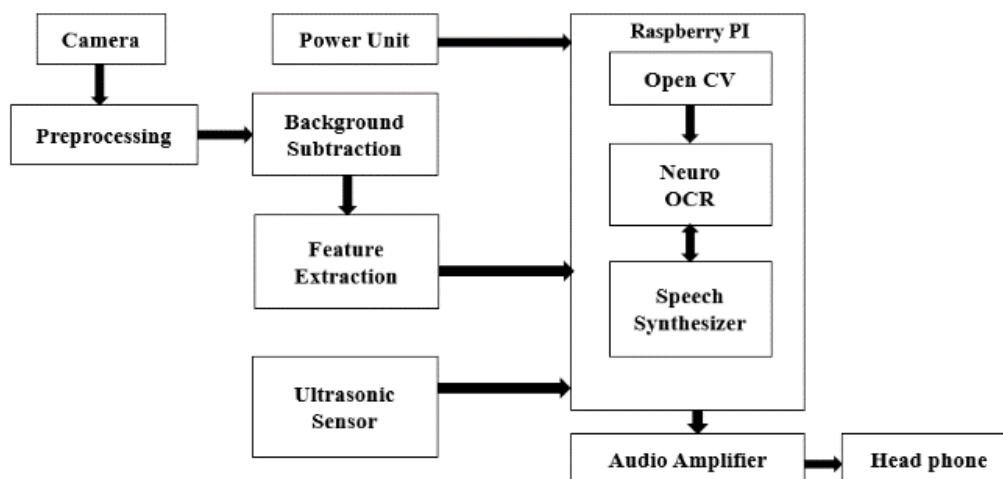 Camera
Power Unit
Raspberry PI
Open CV
Preprocessing
Background
Subtraction
Neuro
OCR
Feature
Extraction
Speech
Synthesizer
Ultrasonic
Sensor
Audio Amplifier
Head phone